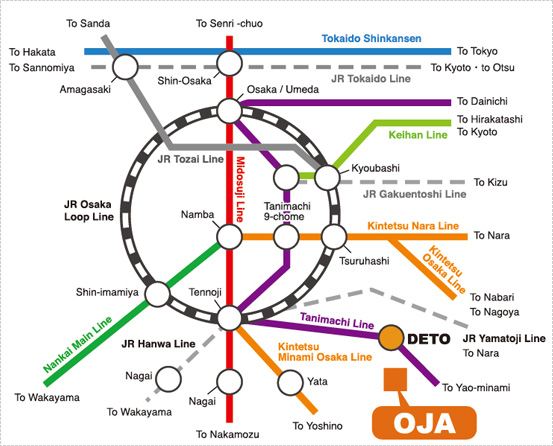 To Sanda
To Senri -chuo
Tokaido Shinkansen
To Hakata
To Tokyo
To Sannomiya
To Kyoto・to Otsu
Shin-Osaka
JR Tokaido Line
Amagasaki
Osaka / Umeda
To Dainichi
To Hirakatashi
Keihan Line
To Kyoto
JR Tozai Line
Midosuji Line
Kyoubashi
To Kizu
JR Gakuentoshi Line
JR Osaka
Loop Line
Tanimachi
9-chome
Namba
Kintetsu Nara Line
To Nara
Tsuruhashi
Kintetsu
Osaka Line
Shin-imamiya
Tennoji
To Nabari
To Nagoya
Nankai Main Line
Tanimachi Line
JR Hanwa Line
Kintetsu
Minami Osaka Line
DETO
JR Yamatoji Line
To Nara
Nagai
Nagai
Yata
To Yao-minami
To Wakayama
To Wakayama
To Yoshino
To Nakamozu
OJA